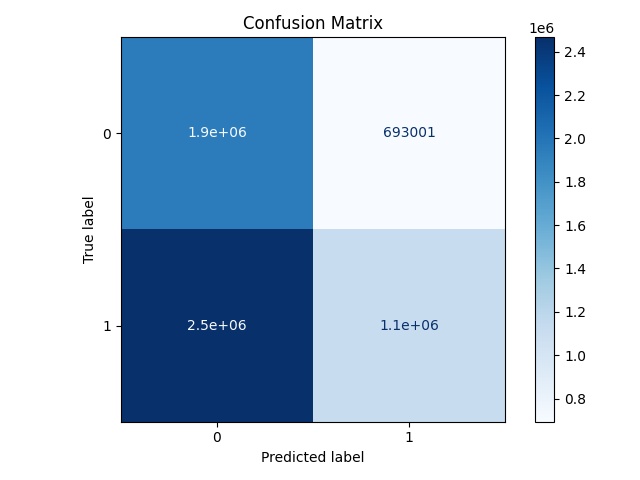 Confusion Matrix
1e6
0
1.9e+06
693001
True label
1
2.5e+06
1.1e+06
0
1
Predicted label
2.4
2.2
2.0
1.8
1.6
1.4
1.2
1.0
0.8